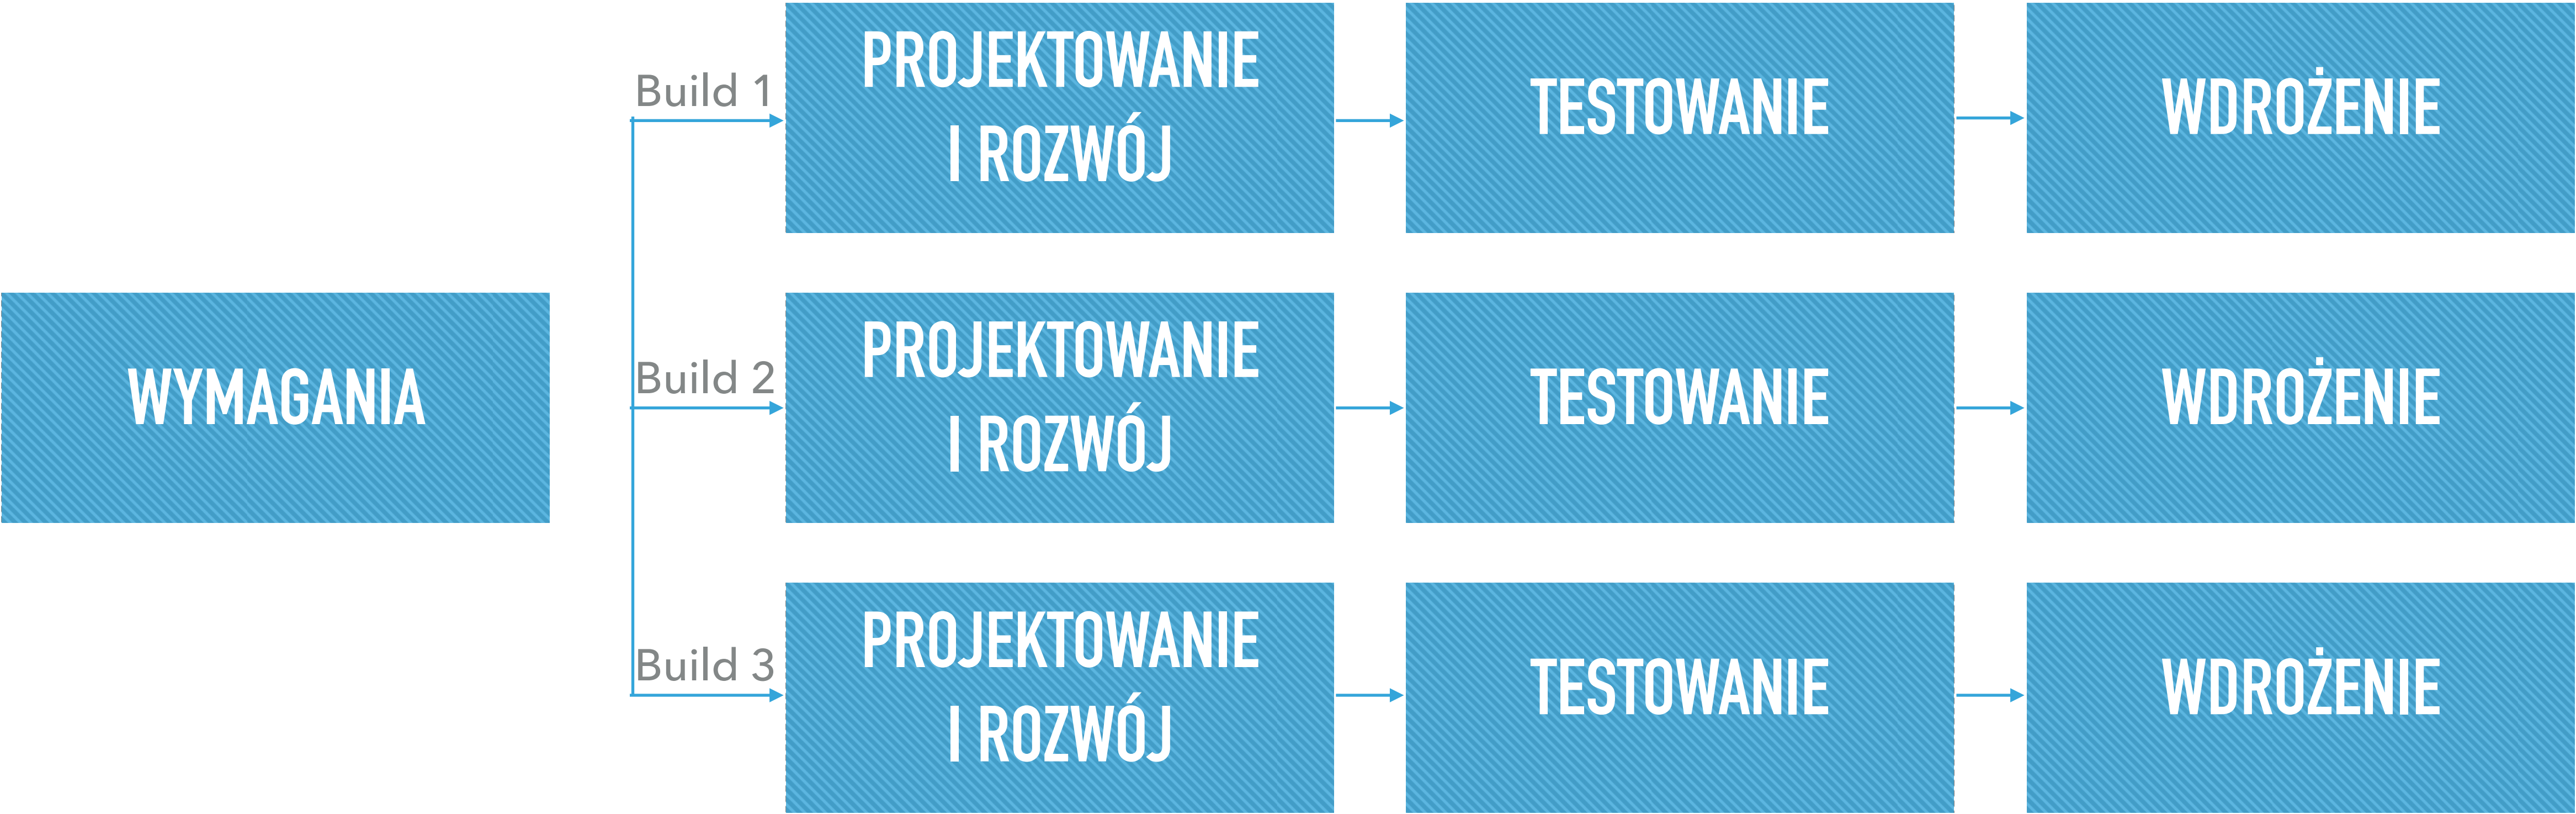 WYMAGANIA
Build 1
PROJEKTOWANIE
I ROZWÓJ
TESTOWANIE
WDROŻENIE
Build 2
PROJEKTOWANIE
I ROZWÓJ
TESTOWANIE
WDROŻENIE
Build 3
PROJEKTOWANIE
I ROZWÓJ
TESTOWANIE
WDROŻENIE